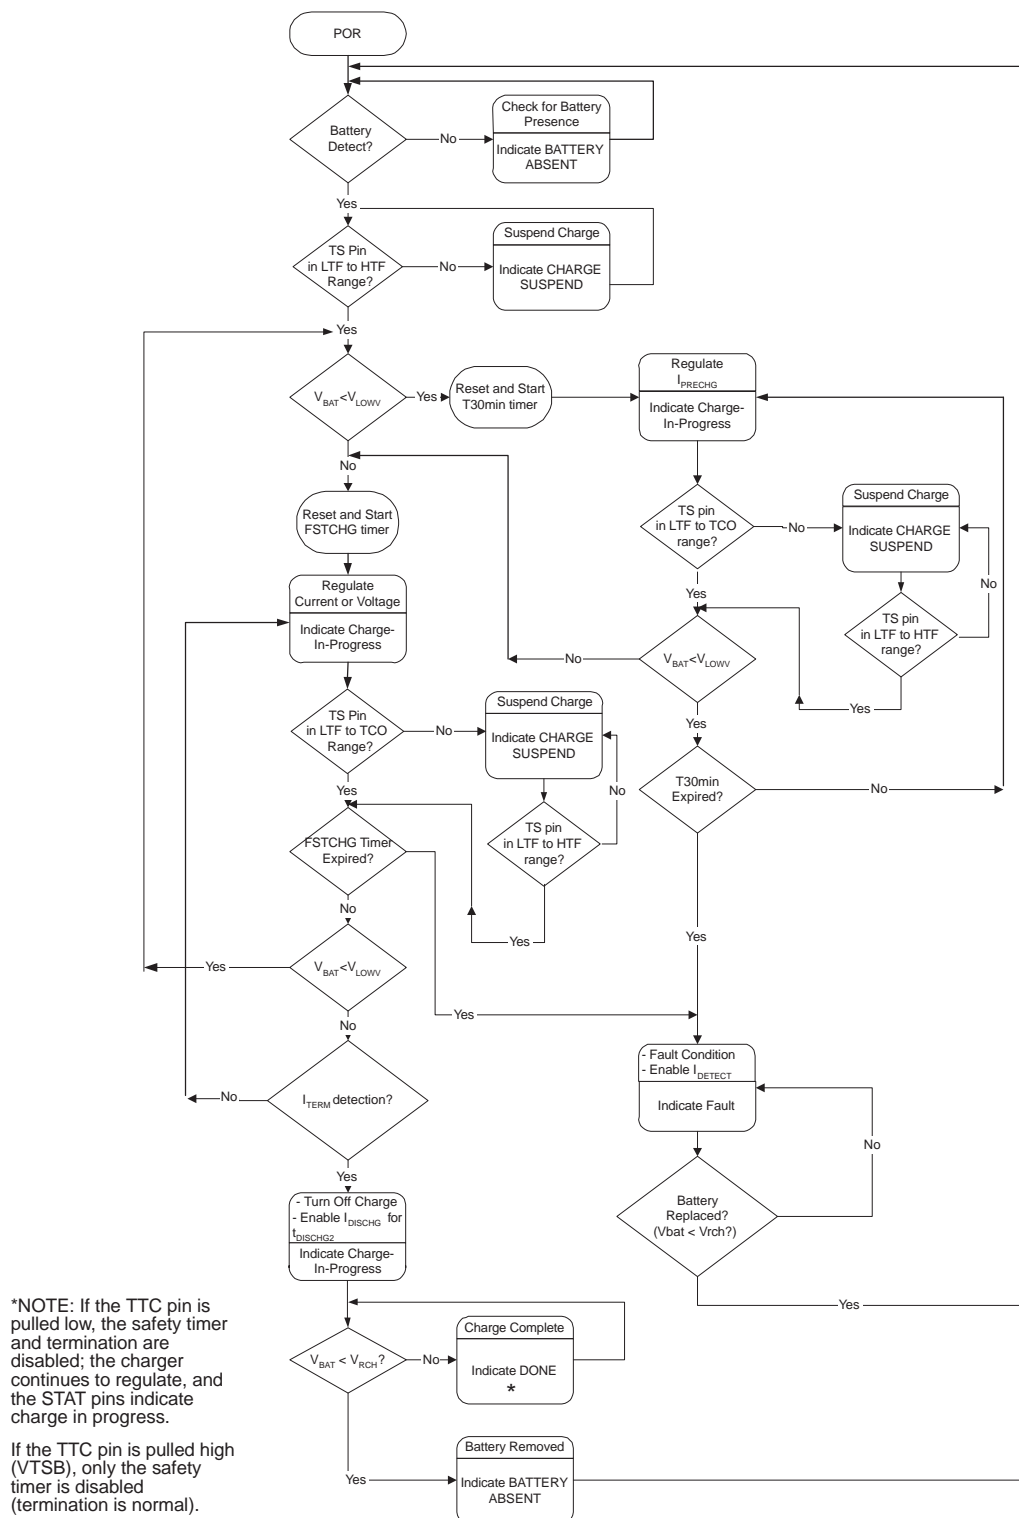 POR
Battery
Detect?
No
Check for Battery
Presence
Indicate BATTERY
ABSENT
Yes
TS Pin
in LTF to HTF
Range?
No
Suspend Charge
Indicate CHARGE
SUSPEND
Yes
VBAT<VLOWV
Yes
Reset and Start
T30min timer
Regulate
IPRECHG
Indicate Charge-
In-Progress
No
Reset and Start
FSTCHG timer
TS pin
in LTF to TCO
range?
No
Suspend Charge
Indicate CHARGE
SUSPEND
No
TS pin
in LTF to HTF
range?
Yes
Yes
Regulate
Current or Voltage
Indicate Charge-
In-Progress
VBAT<VLOWV
No
Yes
TS Pin
in LTF to TCO
Range?
No
Suspend Charge
Indicate CHARGE
SUSPEND
No
TS pin
in LTF to HTF
range?
Yes
Yes
T30min
Expired?
No
Yes
FSTCHG Timer
Expired?
No
Yes
VBAT<VLOWV
Yes
No
- Fault Condition
- Enable IDETECT
Indicate Fault
No
ITERM detection?
No
Yes
Battery
Replaced?
(Vbat < Vrch?)
Yes
- Turn Off Charge
- Enable IDISCHG for
tDISCHG2
Indicate Charge-
In-Progress
VBAT < VRCH ?
No
Charge Complete
Indicate DONE
*
Yes
Battery Removed
Indicate BATTERY
ABSENT
*NOTE: If the TTC pin is
pulled low, the safety timer
and termination are
disabled; the charger
continues to regulate, and
the STAT pins indicate
charge in progress.
If the TTC pin is pulled high
(VTSB), only the safety
timer is disabled
(termination is normal).